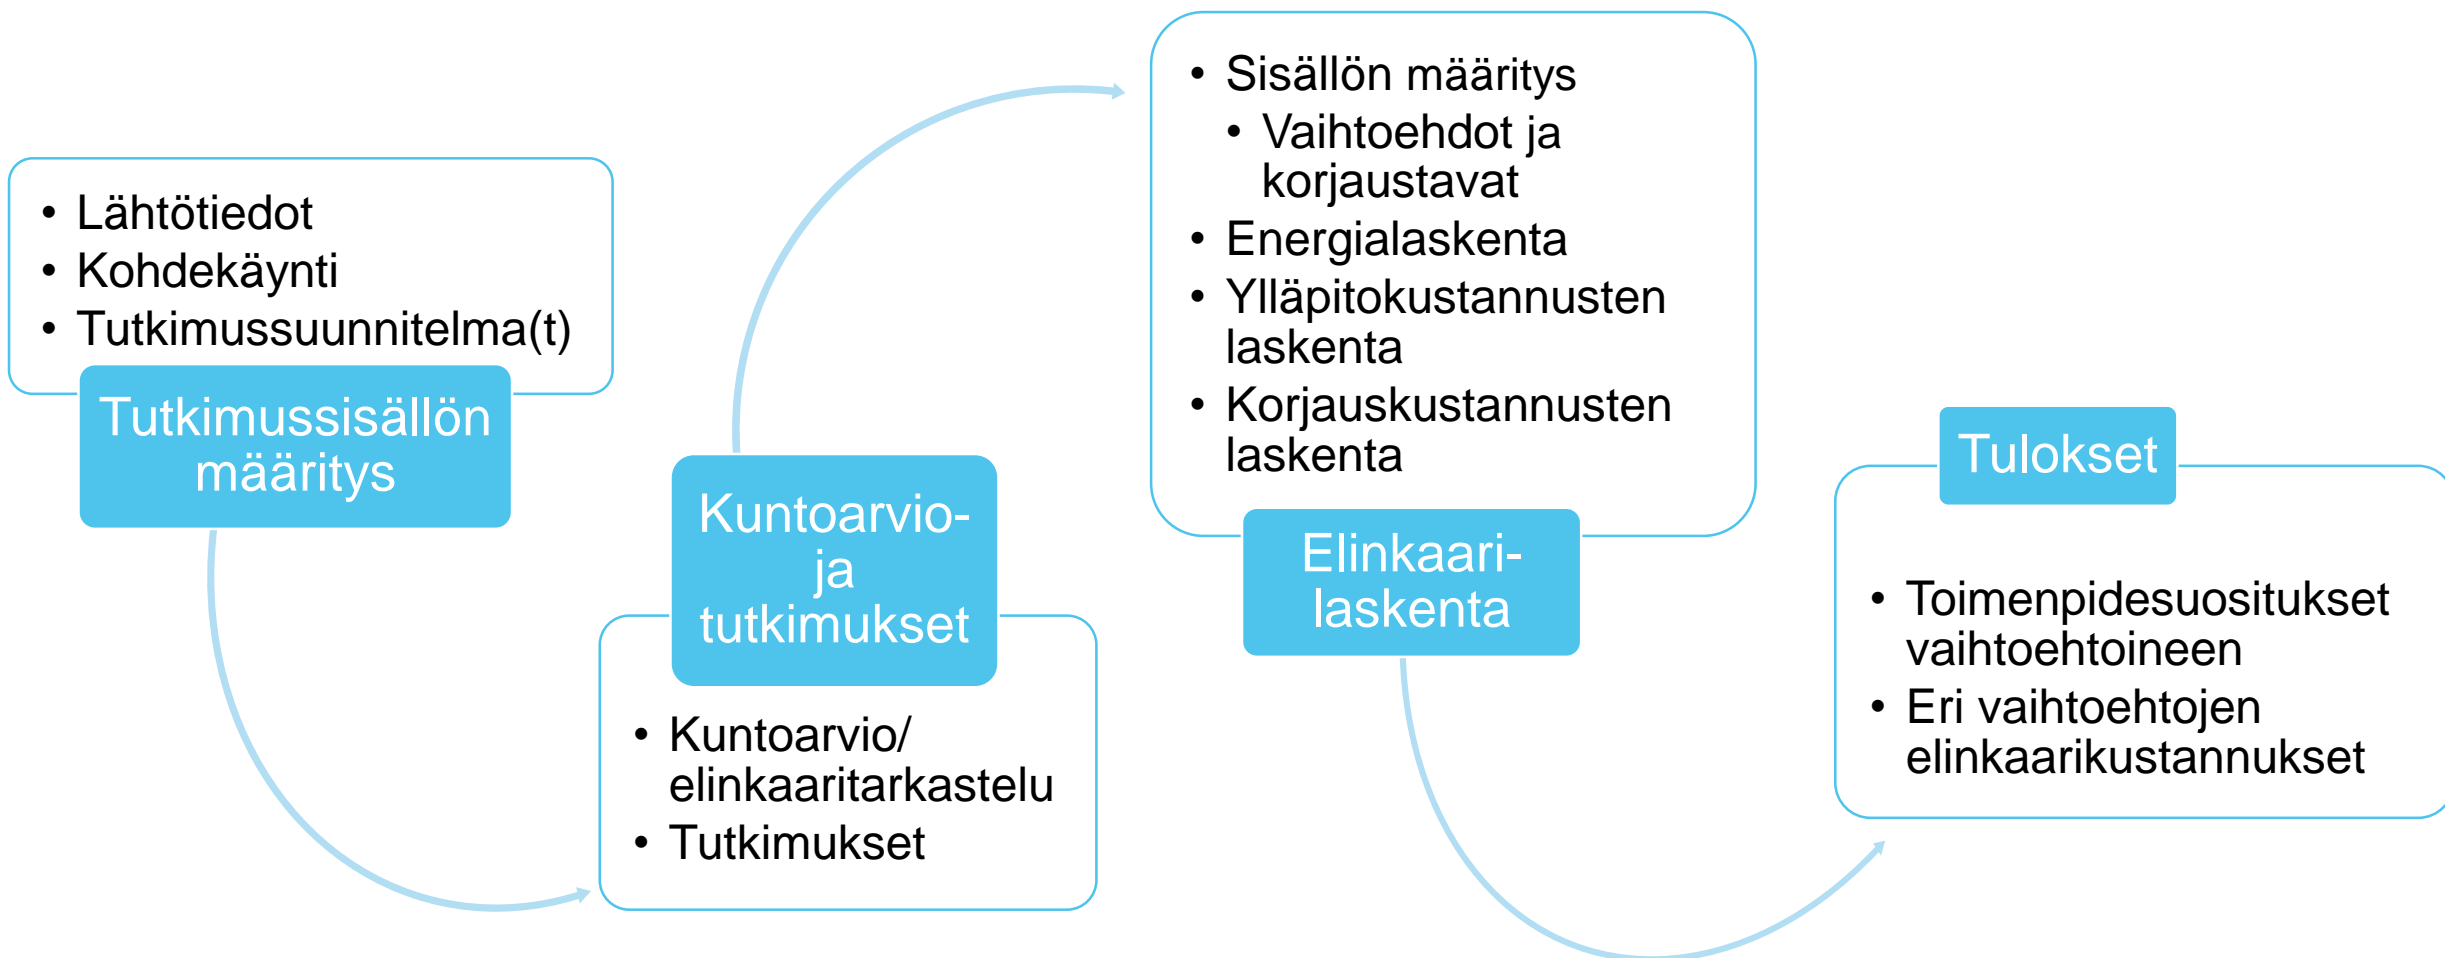 • Lähtötiedot
• Kohdekäynti
• Tutkimussuunnitelma(t)
Tutkimussisällön
määritys
Kuntoarvio-
ja
tutkimukset
• Kuntoarvio/
elinkaaritarkastelu
• Tutkimukset
• Sisällön määritys
• Vaihtoehdot ja
korjaustavat
• Energialaskenta
• Ylläpitokustannusten
laskenta
• Korjauskustannusten
laskenta
Elinkaari-
laskenta
Tulokset
• Toimenpidesuositukset
vaihtoehtoineen
• Eri vaihtoehtojen
elinkaarikustannukset